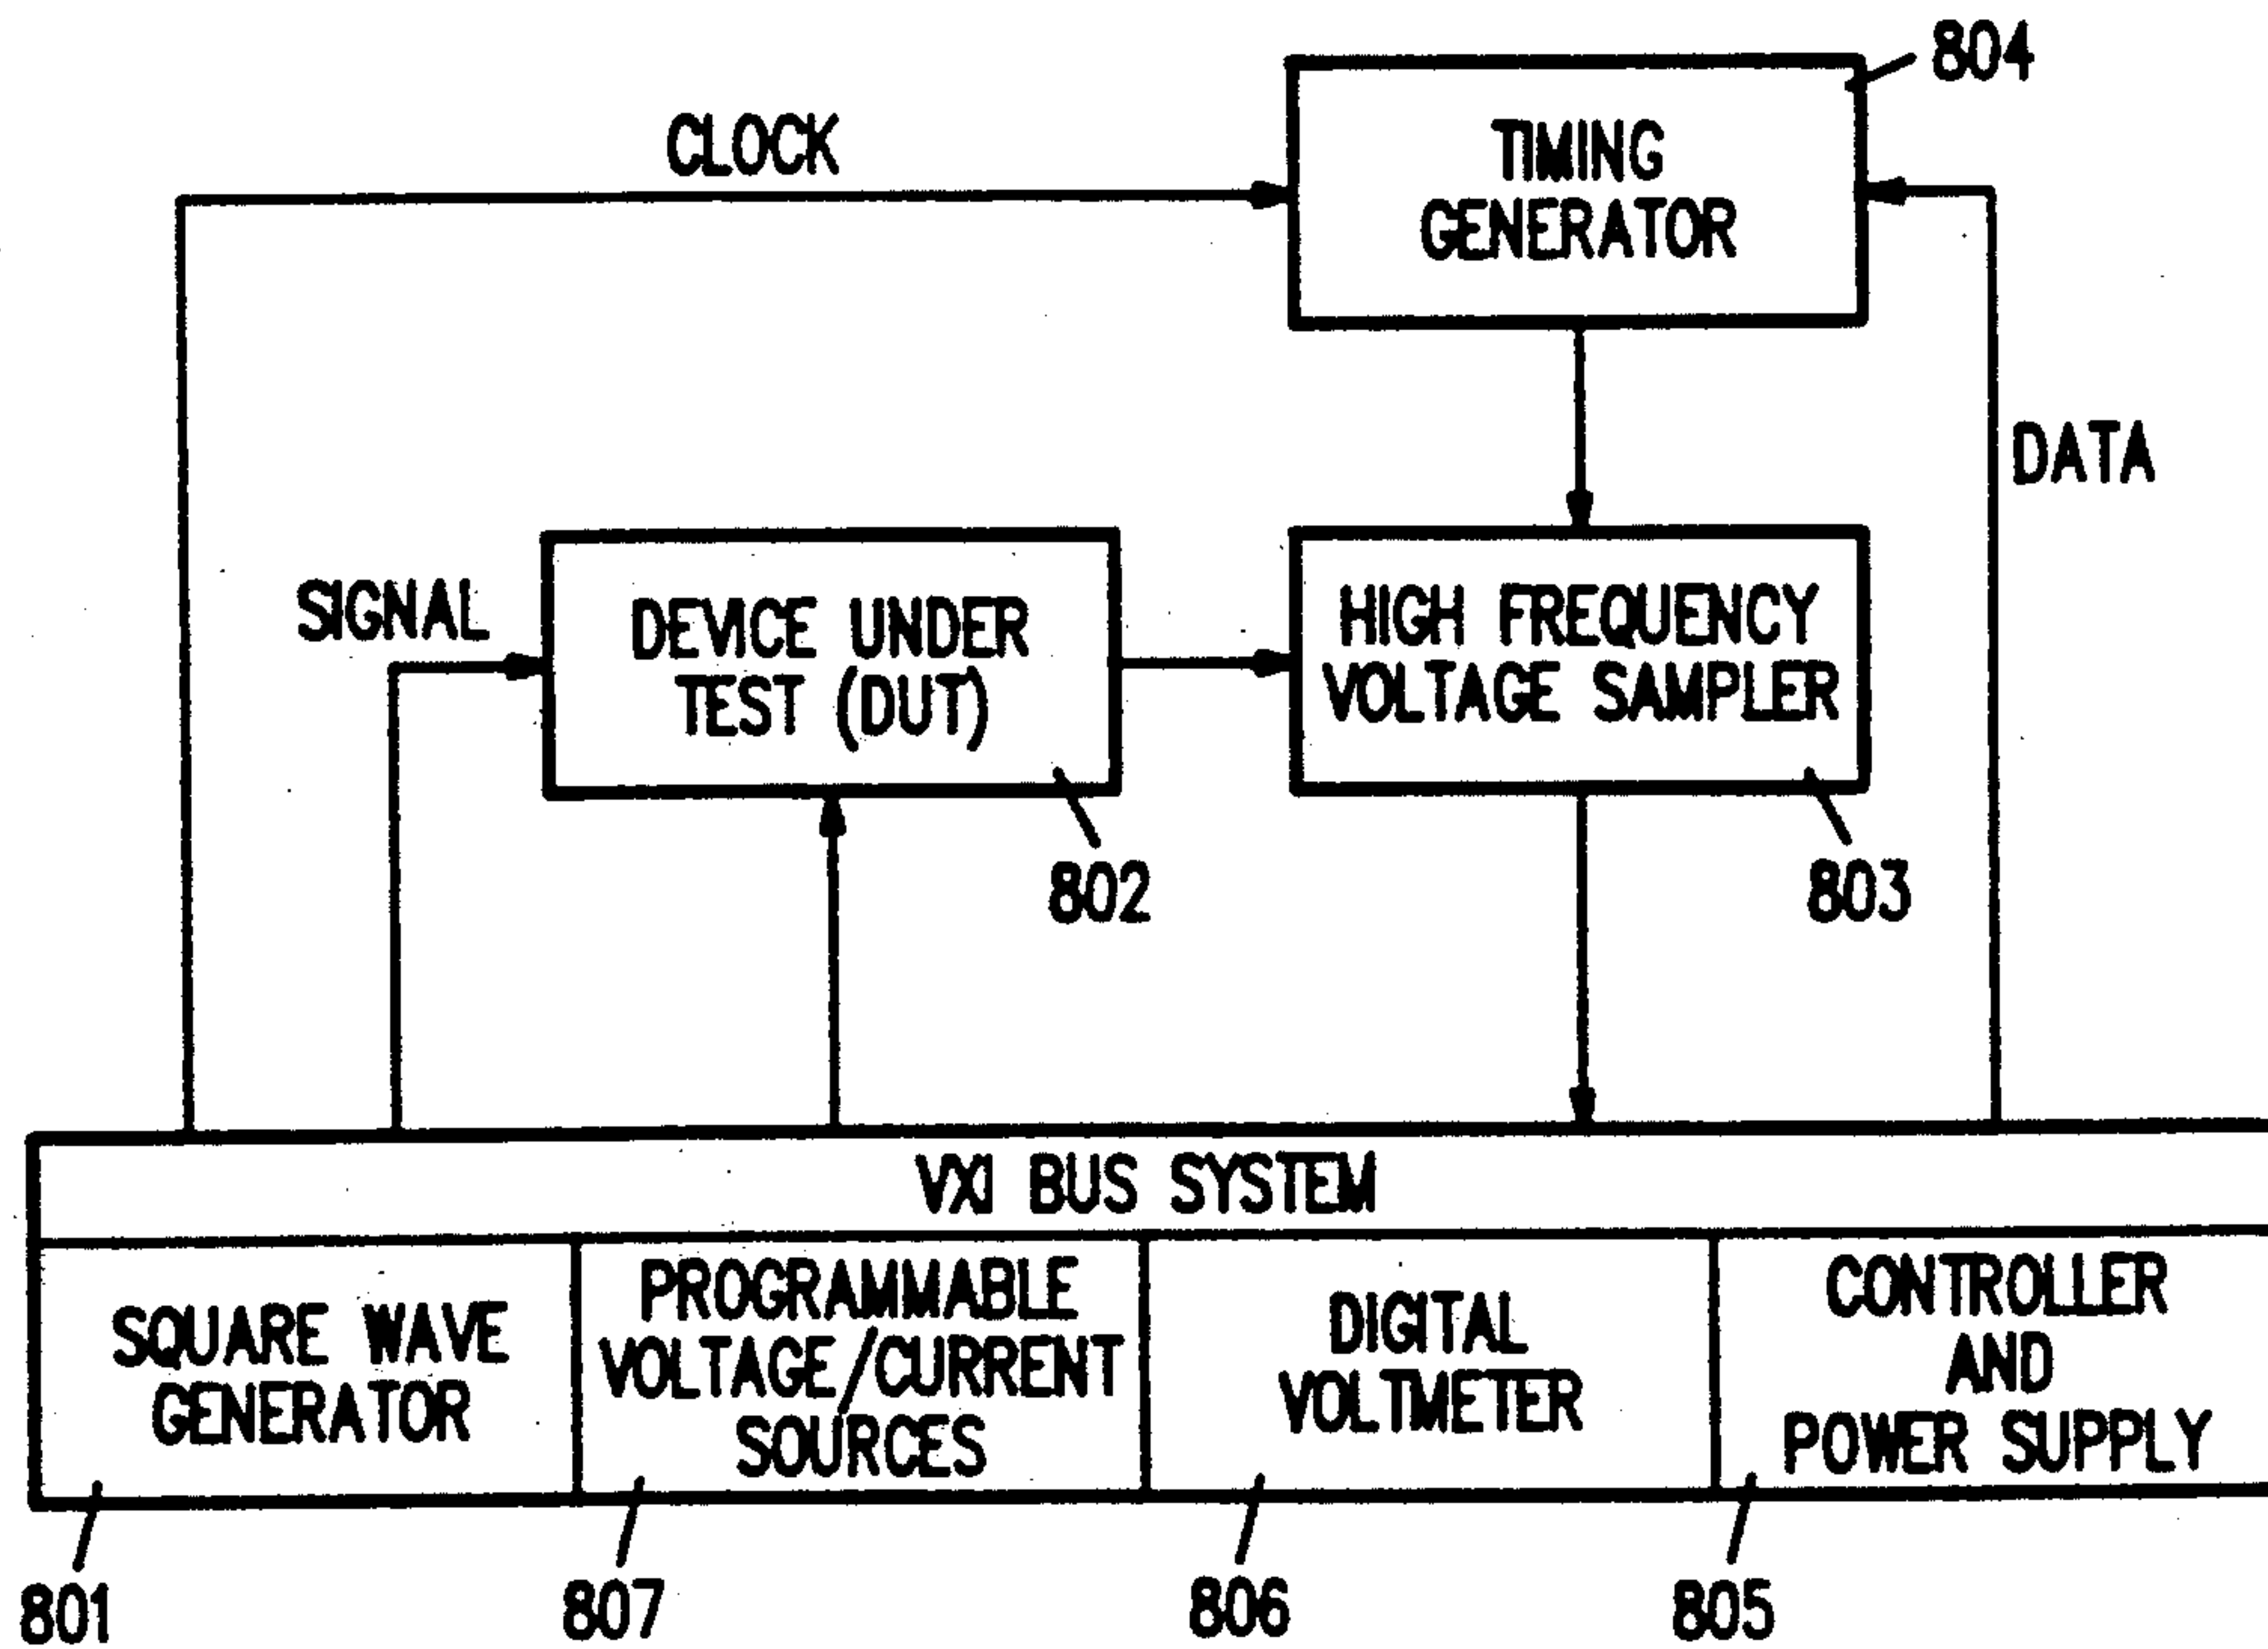 804
CLOCK
TIMING
GENERATOR
DATA
SIGNAL
DEVICE UNDER
TEST (DUT)
HIGH FREQUENCY
VOLTAGE SAMPLER
802
803
VXI BUS SYSTEM
SQUARE WAVE
GENERATOR
PROGRAMMABLE
VOLTAGE/CURRENT
SOURCES
DIGITAL
VOLTMETER
CONTROLLER
AND
POWER SUPPLY
801
807
806
805